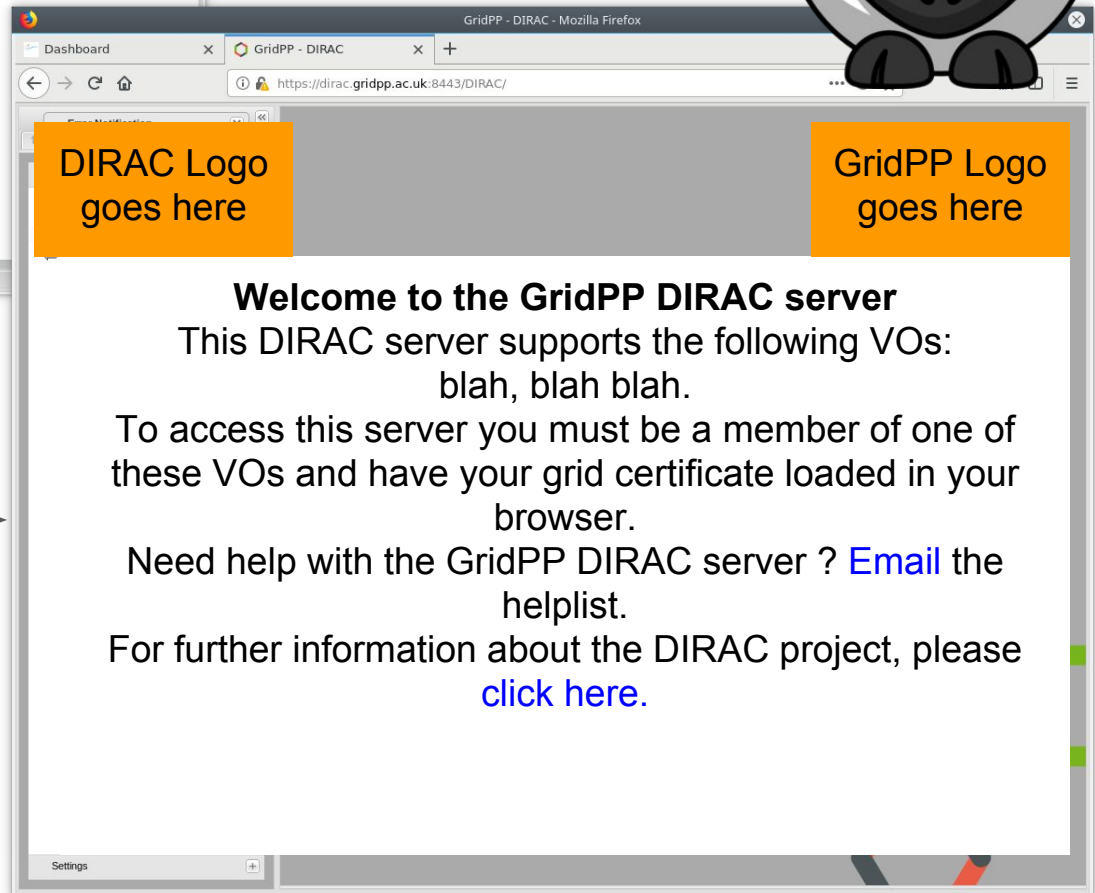 GridPP - DIRAC - Mozilla Firefox
Dashboard
GridPP - DIRAC
https://dirac.gridpp.ac.uk:8443/DIRAC/
Error Notification
DIRAC Logo
goes here
GridPP Logo
goes here
Welcome to the GridPP DIRAC server
This DIRAC server supports the following VOs:
blah, blah blah.
To access this server you must be a member of one of
these VOs and have your grid certificate loaded in your
browser.
Need help with the GridPP DIRAC server ? Email the
helplist.
For further information about the DIRAC project, please
click here.
Settings